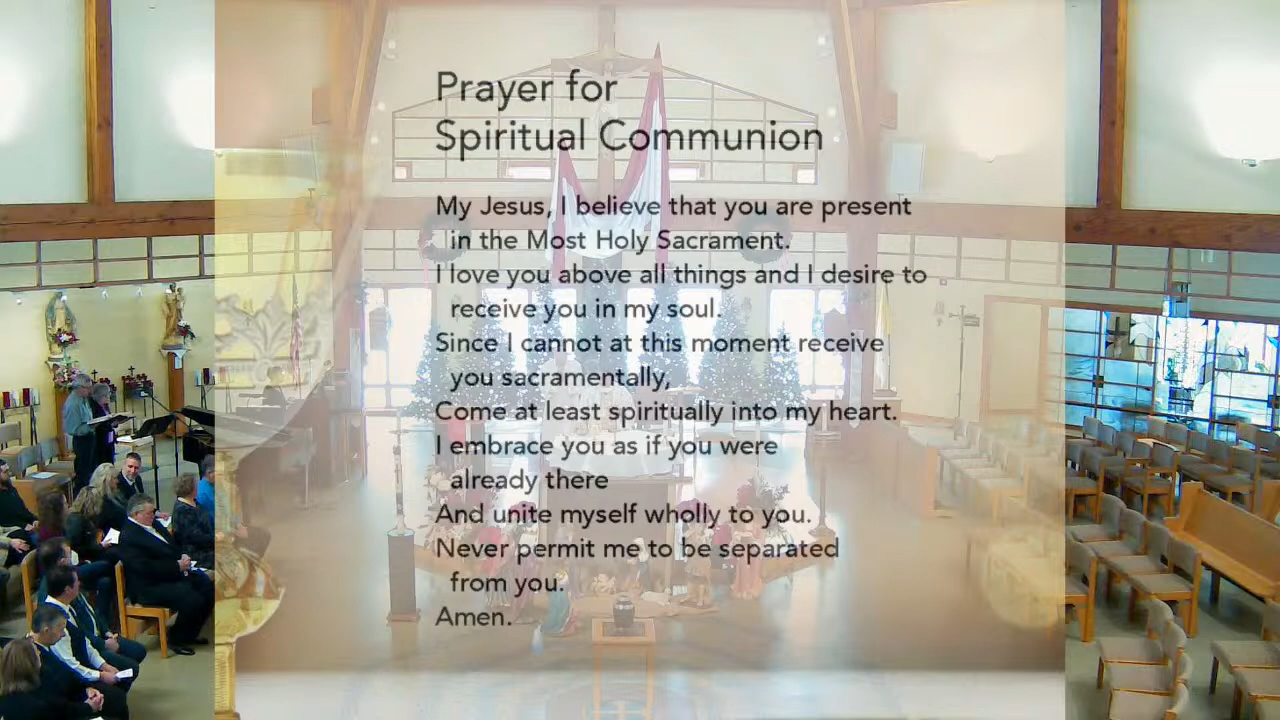 Prayer for
Spiritual Communion
My Jesus, I believe that you are present
in the Most Holy Sacrament.
I love you above all things and I desire to
receive you in my soul.
Since I cannot at this moment receive
you sacramentally,
Come at least spiritually into my heart.
I embrace you as if you were
already there
And unite myself wholly to you.
Never permit me to be separated
from you.
Amen.